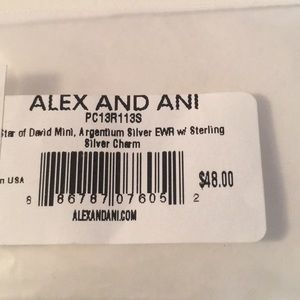 ALEX AND ANI
PC13R113S
Star of David Mini, Argentium Silver EWR w/ Sterling
Silver Charm
n USA
$48.00
8 86787 07605 2
ALEXANDANI.COM